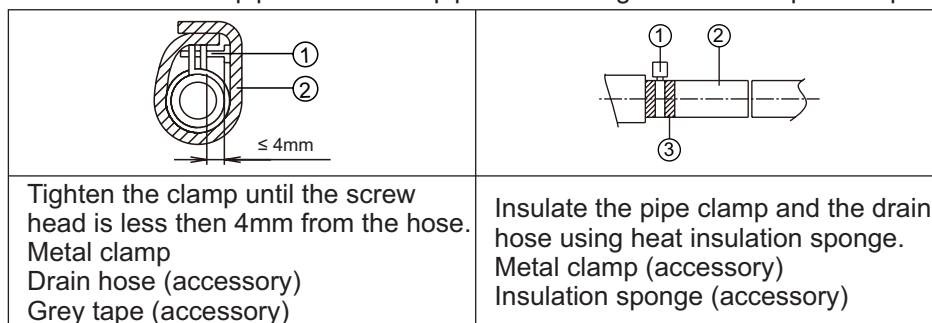 ①
②
≤ 4mm
① ②
③
Tighten the clamp until the screw
head is less then 4mm from the hose.
Metal clamp
Drain hose (accessory)
Grey tape (accessory)
Insulate the pipe clamp and the drain
hose using heat insulation sponge.
Metal clamp (accessory)
Insulation sponge (accessory)